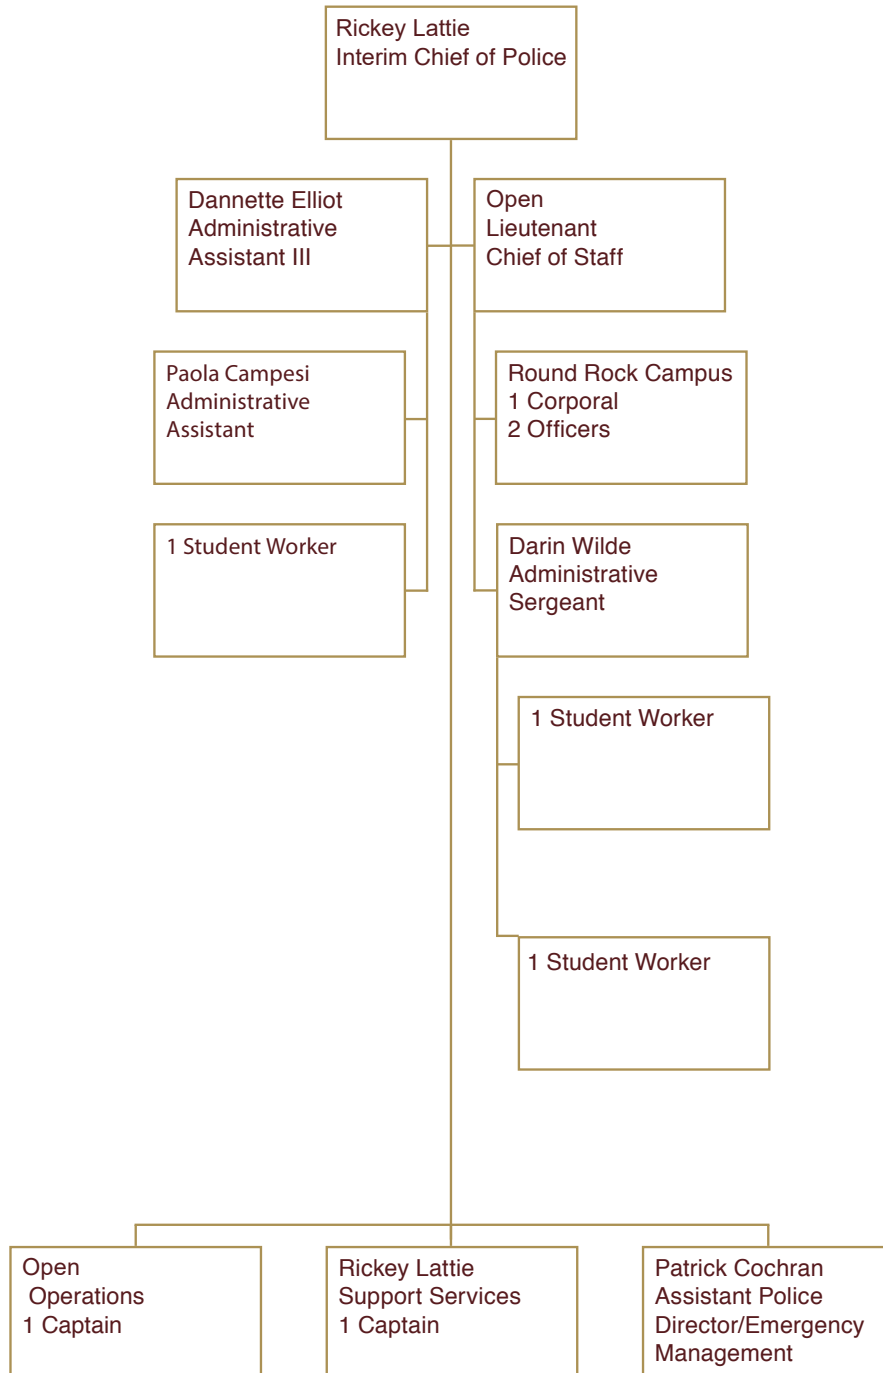 Rickey Lattie
Interim Chief of Police
Dannette Elliot
Administrative
Assistant III
Open
Lieutenant
Chief of Staff
Paola Campesi
Administrative
Assistant
Round Rock Campus
1 Corporal
2 Officers
1 Student Worker
Darin Wilde
Administrative
Sergeant
1 Student Worker
1 Student Worker
Open
Operations
1 Captain
Rickey Lattie
Support Services
1 Captain
Patrick Cochran
Assistant Police
Director/Emergency
Management